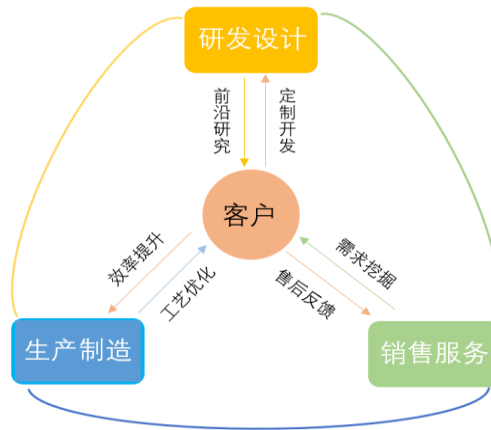 研发设计
前沿研究
定制开发
客户
效率提升
工艺优化
需求挖掘
售后反馈
生产制造
销售服务